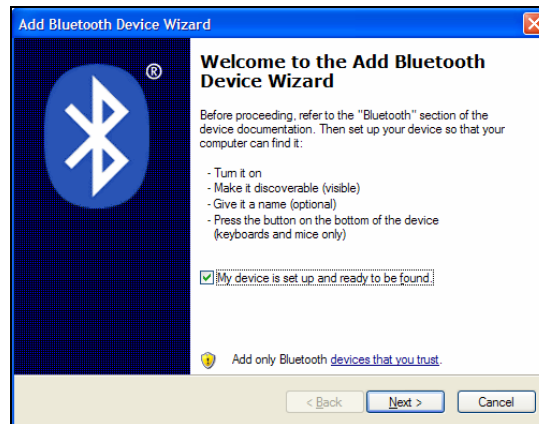 Add Bluetooth Device Wizard
®
Welcome to the Add Bluetooth
Device Wizard
Before proceeding, refer to the "Bluetooth" section of the
device documentation. Then set up your device so that your
computer can find it:
- Turn it on
- Make it discoverable (visible)
- Give it a name (optional)
- Press the button on the bottom of the device
(keyboards and mice only)
My device is set up and ready to be found.
Add only Bluetooth devices that you trust.
< Back Next > Cancel